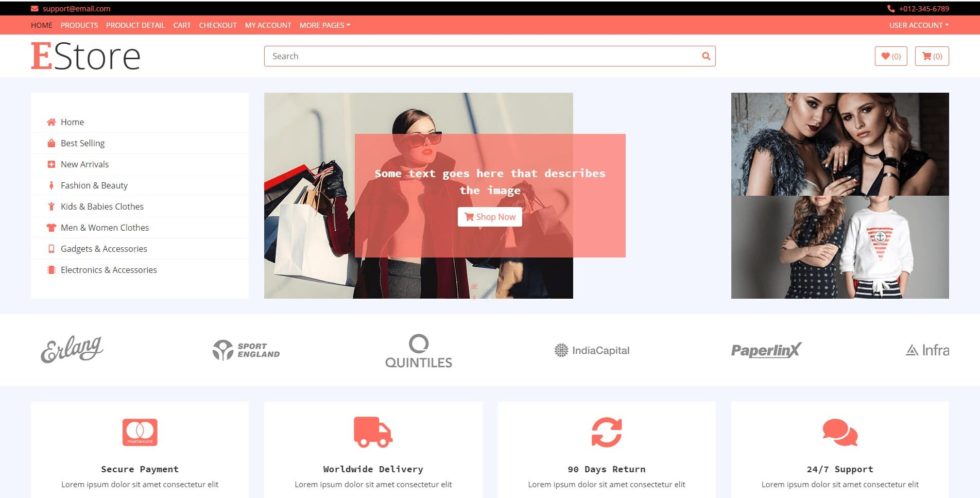 support@email.com
+012-345-6789
HOME PRODUCTS PRODUCT DETAIL CART CHECKOUT MY ACCOUNT MORE PAGES
USER ACCOUNT
EStore
Search
(0)
(0)
Home
Best Selling
New Arrivals
Fashion & Beauty
Kids & Babies Clothes
Men & Women Clothes
Gadgets & Accessories
Electronics & Accessories
Some text goes here that describes
the image
Shop Now
Erlang
SPORT
ENGLAND
QUINTILES
IndiaCapital
PaperlinX
Infra
Secure Payment
Lorem ipsum dolor sit amet consectetur elit
Worldwide Delivery
Lorem ipsum dolor sit amet consectetur elit
90 Days Return
Lorem ipsum dolor sit amet consectetur elit
24/7 Support
Lorem ipsum dolor sit amet consectetur elit